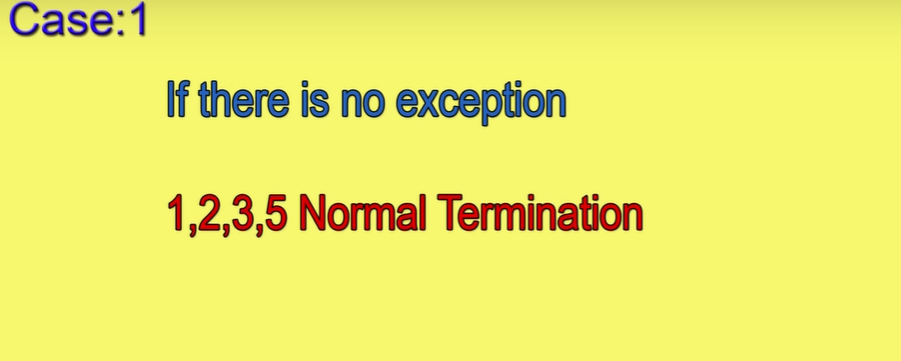 Case:1
If there is no exception
1,2,3,5 Normal Termination